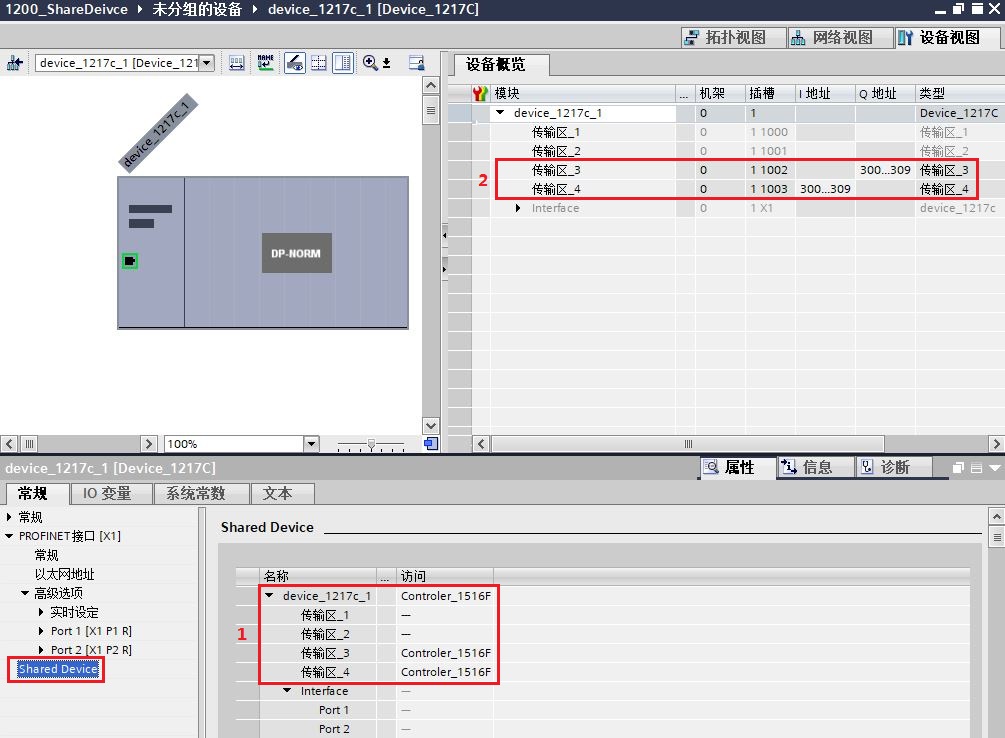 1200_ShareDeivce ▸ 未分组的设备 ▸ device_1217c_1 [Device_1217C]
拓扑视图 网络视图 设备视图
device_1217c_1 [Device_121
NAME
设备概览
模块 ... 机架 插槽 I 地址 Q 地址 类型
device_1217c_1 0 1 Device_1217C
传输区_1 0 1 1000 传输区_1
传输区_2 0 1 1001 传输区_2
2
传输区_3 0 1 1002 300...309 传输区_3
传输区_4 0 1 1003 300...309 传输区_4
Interface 0 1 X1 device_1217c
device_1217c_1
DP-NORM
100%
device_1217c_1 [Device_1217C]
属性 信息 诊断
常规 IO 变量 系统常数 文本
常规
PROFINET接口 [X1]
常规
以太网地址
高级选项
实时设定
Port 1 [X1 P1 R]
Port 2 [X1 P2 R]
Shared Device
Shared Device
名称 ... 访问
1
device_1217c_1 Controler_1516F
传输区_1 ---
传输区_2 ---
传输区_3 Controler_1516F
传输区_4 Controler_1516F
Interface ---
Port 1 ---
Port 2 ---